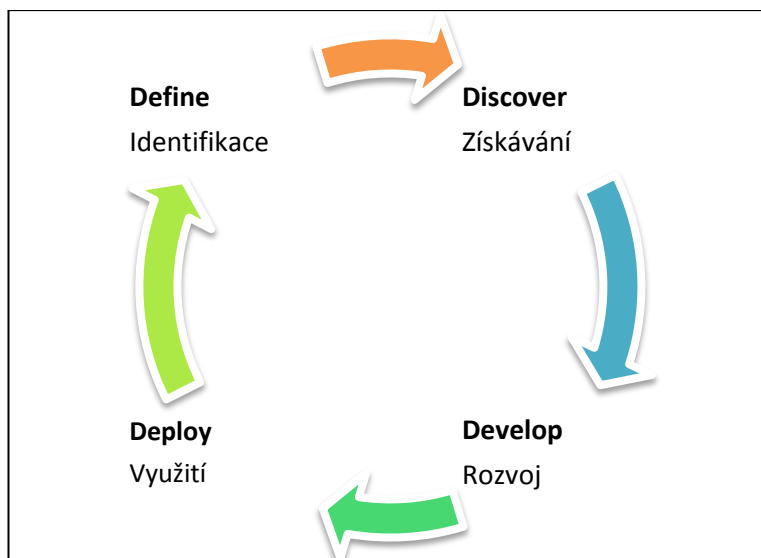 Define
Identifikace
Discover
Získávání
Deploy
Využití
Develop
Rozvoj